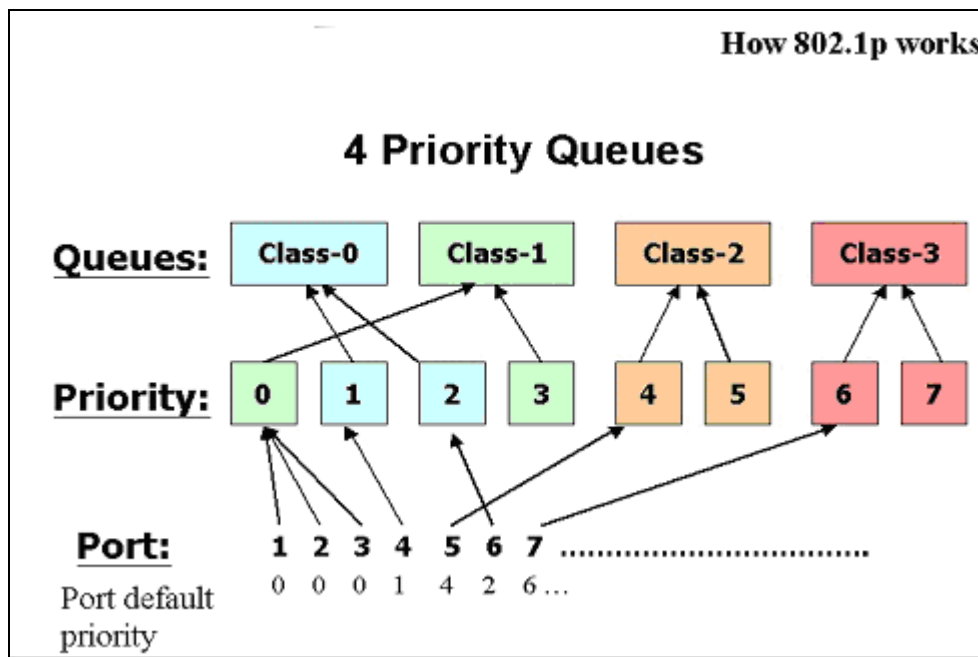 How 802.1p works
4 Priority Queues
Queues: Class-0 Class-1 Class-2 Class-3
Priority: 0 1 2 3 4 5 6 7
Port: 1 2 3 4 5 6 7 ........................................
Port default priority
0 0 0 1 4 2 6 ...